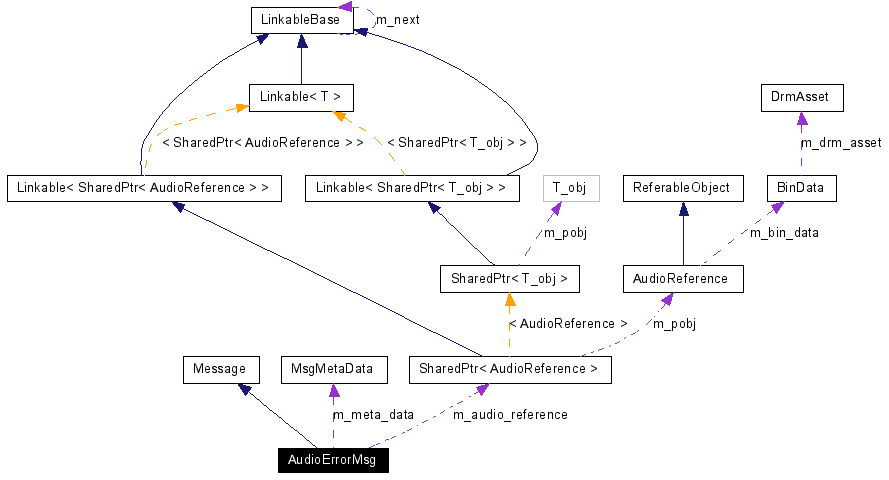 LinkableBase
m_next
Linkable< T >
DrmAsset
< SharedPtr< AudioReference > >
< SharedPtr< T_obj > >
m_drm_asset
Linkable< SharedPtr< AudioReference > >
Linkable< SharedPtr< T_obj > >
T_obj
ReferableObject
BinData
m_pobj
m_bin_data
SharedPtr< T_obj >
AudioReference
< AudioReference >
m_pobj
Message
MsgMetaData
SharedPtr< AudioReference >
m_meta_data
m_audio_reference
AudioErrorMsg